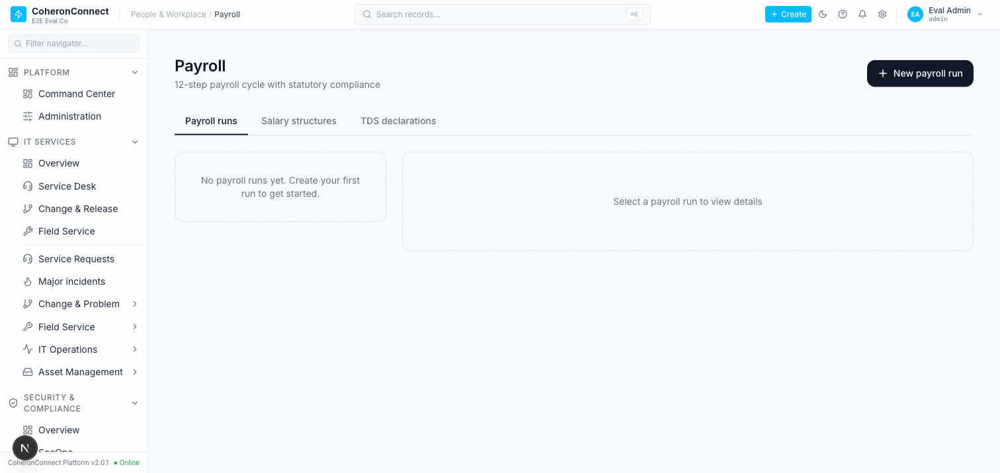 CoheronConnect
E2E Eval Co
People & Workplace / Payroll
Search records...
⌘K
+ Create
EA
Eval Admin
admin
Filter navigator...
PLATFORM
Command Center
Administration
IT SERVICES
Overview
Service Desk
Change & Release
Field Service
Service Requests
Major incidents
Change & Problem
Field Service
IT Operations
Asset Management
SECURITY &
COMPLIANCE
Overview
N
CoheronConnect Platform v2.0.1
● Online
Payroll
12-step payroll cycle with statutory compliance
+ New payroll run
Payroll runs
Salary structures
TDS declarations
No payroll runs yet. Create your first
run to get started.
Select a payroll run to view details